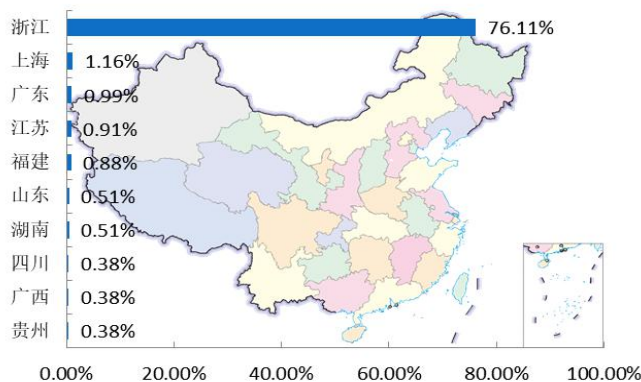 浙江 76.11%
上海 1.16%
广东 0.99%
江苏 0.91%
福建 0.88%
山东 0.51%
湖南 0.51%
四川 0.38%
广西 0.38%
贵州 0.38%
0.00% 20.00% 40.00% 60.00% 80.00% 100.00%